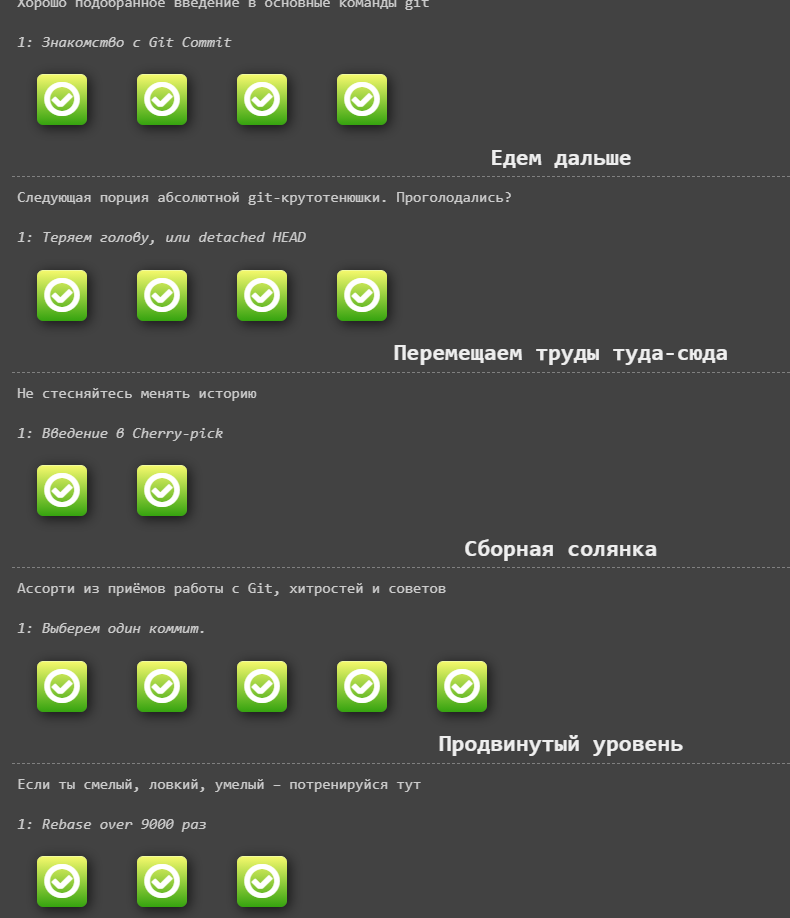 Хорошо подобранное введение в основные команды git
1: Знакомство с Git Commit
Едем дальше
Следующая порция абсолютной git-крутотенюшки. Проголодались?
1: Теряем голову, или detached HEAD
Перемещаем труды туда-сюда
Не стесняйтесь менять историю
1: Введение в Cherry-pick
Сборная солянка
Ассорти из приёмов работы с Git, хитростей и советов
1: Выберем один коммит.
Продвинутый уровень
Если ты смелый, ловкий, умелый – потренируйся тут
1: Rebase over 9000 раз